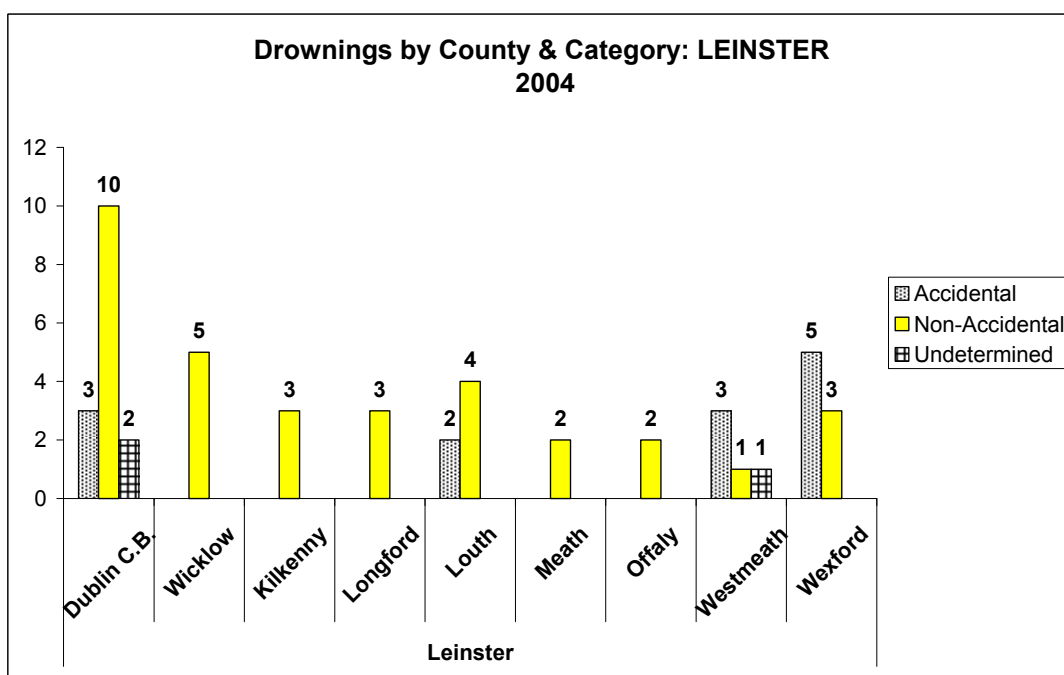 Drownings by County & Category: LEINSTER
2004
12
10
8
6
4
2
0
3
10
2
5
3
3
2
4
2
2
3
1
1
5
3
Dublin C.B.
Wicklow
Kilkenny
Longford
Louth
Meath
Offaly
Westmeath
Wexford
Leinster
Accidental
Non-Accidental
Undetermined